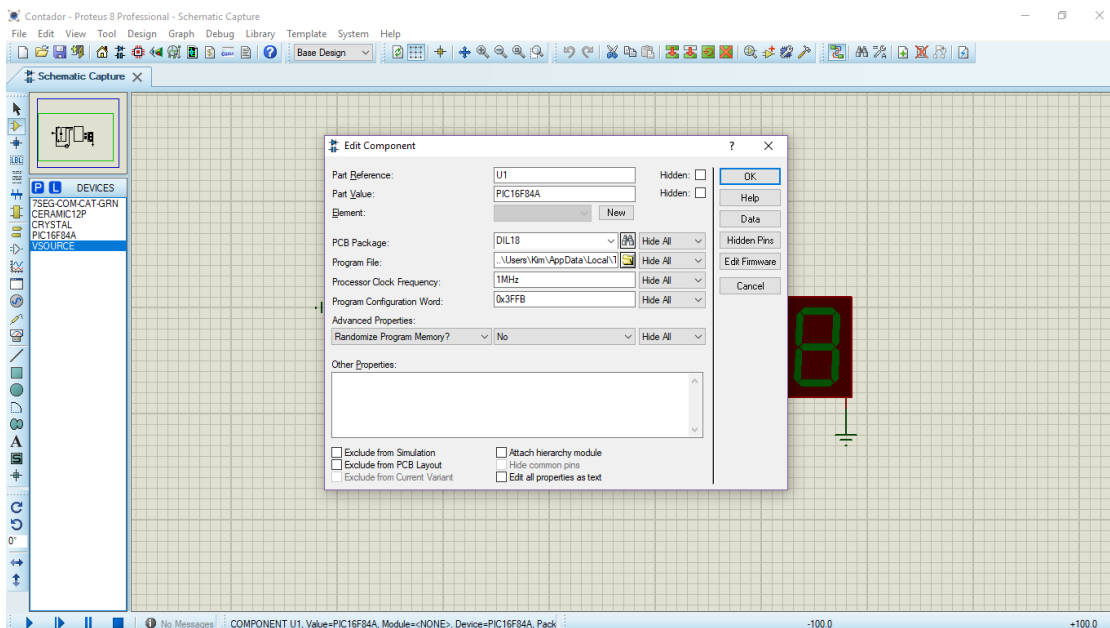 Contador - Proteus 8 Professional - Schematic Capture
File Edit View Tool Design Graph Debug Library Template System Help
Base Design
Schematic Capture
P L DEVICES
7SEG-COM-CAT-GRN
CERAMIC12P
CRYSTAL
PIC16F84A
VSOURCE
LBL
A
S
0°
Edit Component ?
Part Reference: U1 Hidden: OK
Part Value: PIC16F84A Hidden: Help
Element: New Data
PCB Package: DIL18 Hide All Hidden Pins
Program File: ..\Users\Kim\AppData\Local\T Hide All Edit Firmware
Processor Clock Frequency: 1MHz Hide All Cancel
Program Configuration Word: 0x3FFB Hide All
Advanced Properties:
Randomize Program Memory? No Hide All
Other Properties:
Exclude from Simulation Attach hierarchy module
Exclude from PCB Layout Hide common pins
Exclude from Current Variant Edit all properties as text
No Messages COMPONENT U1, Value=PIC16F84A, Module=<NONE>, Device=PIC16F84A, Pack -100.0 +100.0